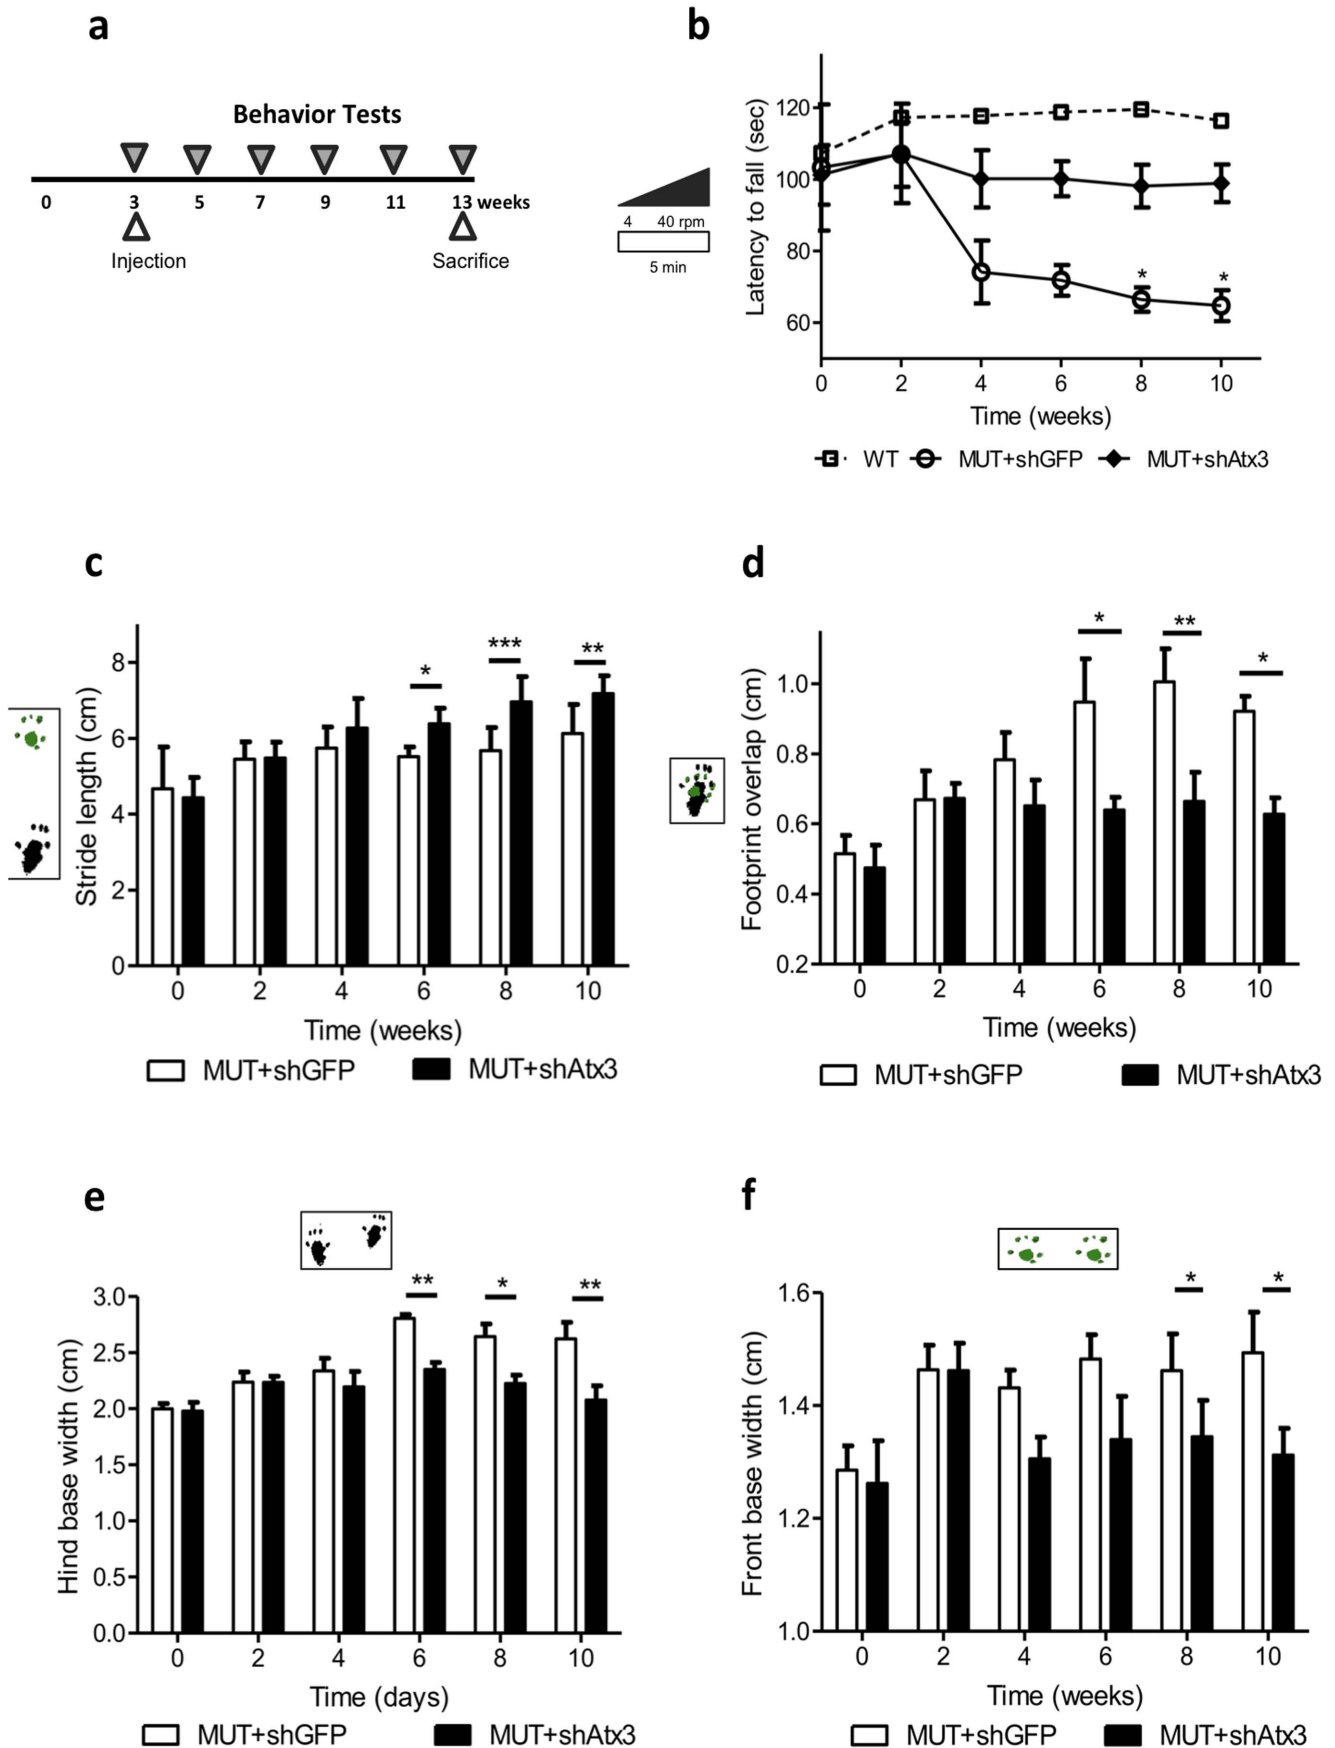 a
Behavior Tests
0 3 5 7 9 11 13 weeks
Injection Sacrifice
4 40 rpm
5 min
b
Latency to fall (sec)
120
100
80
60
* *
0 2 4 6 8 10
Time (weeks)
WT MUT+shGFP MUT+shAtx3
c
Stride length (cm)
8
6
4
2
0
* *** **
0 2 4 6 8 10
Time (weeks)
MUT+shGFP MUT+shAtx3
d
Footprint overlap (cm)
1.0
0.8
0.6
0.4
0.2
* ** *
0 2 4 6 8 10
Time (weeks)
MUT+shGFP MUT+shAtx3
e
Hind base width (cm)
3.0
2.5
2.0
1.5
1.0
0.5
0.0
** * **
0 2 4 6 8 10
Time (days)
MUT+shGFP MUT+shAtx3
f
Front base width (cm)
1.6
1.4
1.2
1.0
* *
0 2 4 6 8 10
Time (weeks)
MUT+shGFP MUT+shAtx3